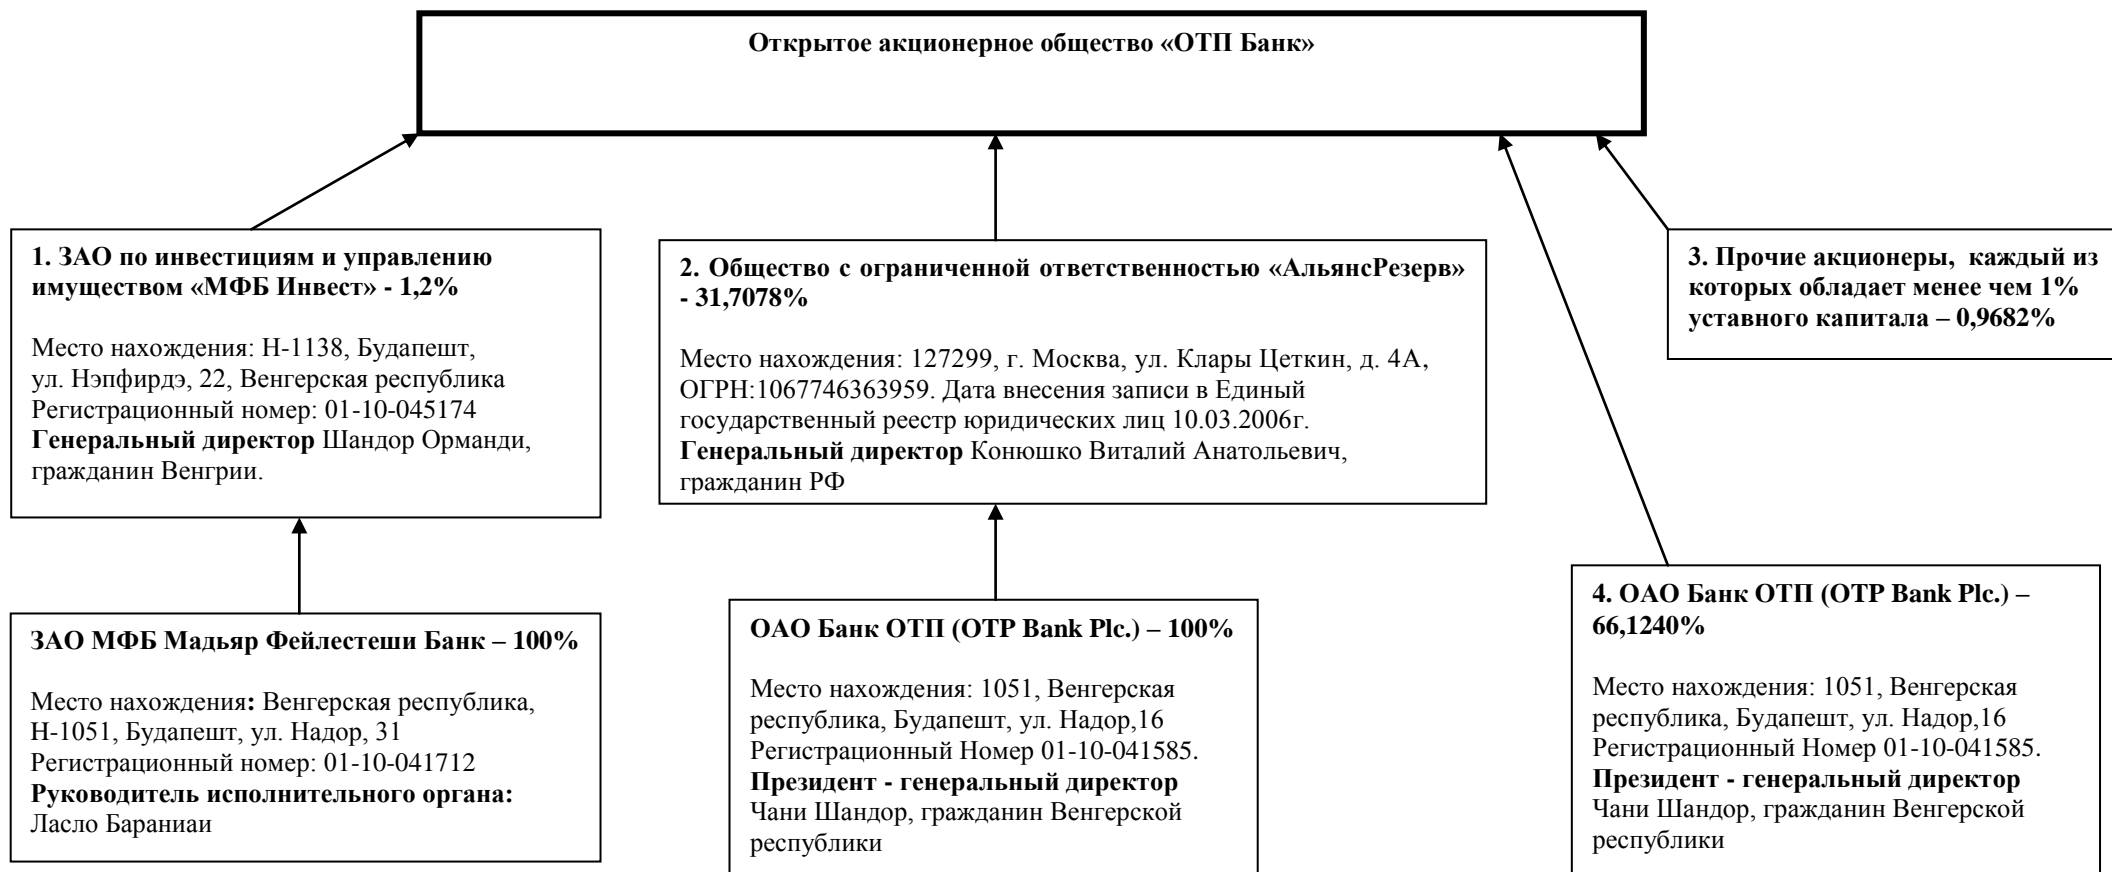 Открытое акционерное общество «ОТП Банк»
1. ЗАО по инвестициям и управлению
имуществом «МФБ Инвест» - 1,2%
Место нахождения: Н-1138, Будапешт,
ул. Нэпфирдэ, 22, Венгерская республика
Регистрационный номер: 01-10-045174
Генеральный директор Шандор Орманди,
гражданин Венгрии.
2. Общество с ограниченной ответственностью «АльянсРезерв»
- 31,7078%
Место нахождения: 127299, г. Москва, ул. Клары Цеткин, д. 4А,
ОГРН:1067746363959. Дата внесения записи в Единый
государственный реестр юридических лиц 10.03.2006г.
Генеральный директор Конюшко Виталий Анатольевич,
гражданин РФ
3. Прочие акционеры, каждый из
которых обладает менее чем 1%
уставного капитала – 0,9682%
ЗАО МФБ Мадьяр Фейлестеши Банк – 100%
Место нахождения: Венгерская республика,
Н-1051, Будапешт, ул. Надор, 31
Регистрационный номер: 01-10-041712
Руководитель исполнительного органа:
Ласло Бараниаи
ОАО Банк ОТП (OTP Bank Plc.) – 100%
Место нахождения: 1051, Венгерская
республика, Будапешт, ул. Надор,16
Регистрационный Номер 01-10-041585.
Президент - генеральный директор
Чани Шандор, гражданин Венгерской
республики
4. ОАО Банк ОТП (OTP Bank Plc.) –
66,1240%
Место нахождения: 1051, Венгерская
республика, Будапешт, ул. Надор,16
Регистрационный Номер 01-10-041585.
Президент - генеральный директор
Чани Шандор, гражданин Венгерской
республики